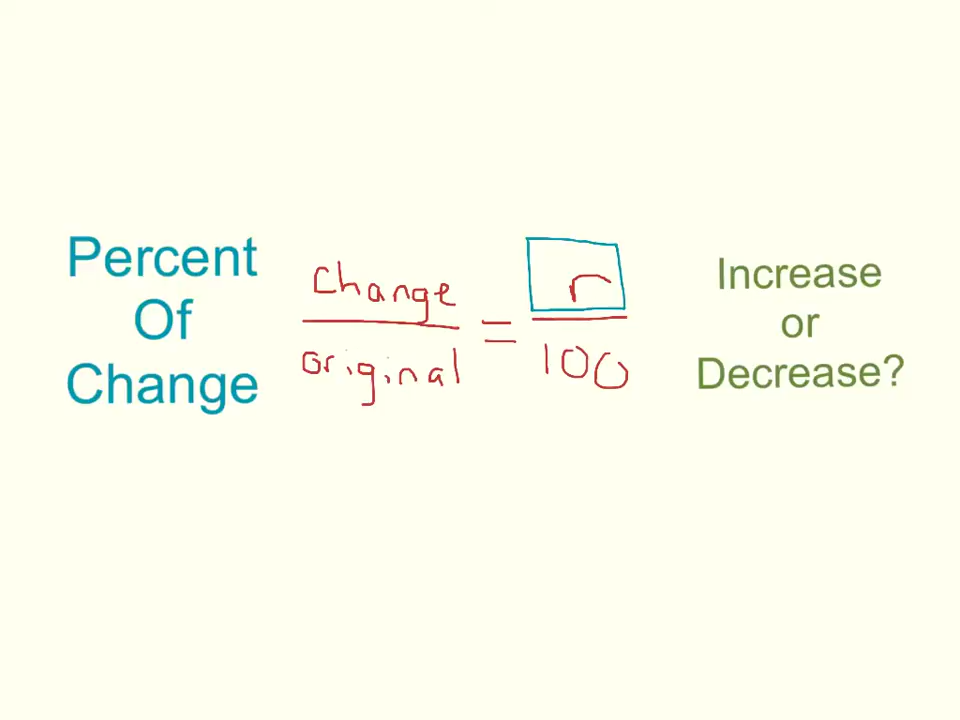 Percent
Of
Change
change
original
=
r
100
Increase
or
Decrease?